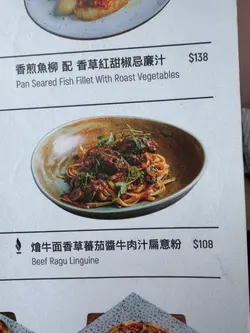 香煎魚柳 配 香草紅甜椒忌廉汁 $138
Pan Seared Fish Fillet With Roast Vegetables
燴牛面香草蕃茄醬牛肉汁扁意粉 $108
Beef Ragu Linguine